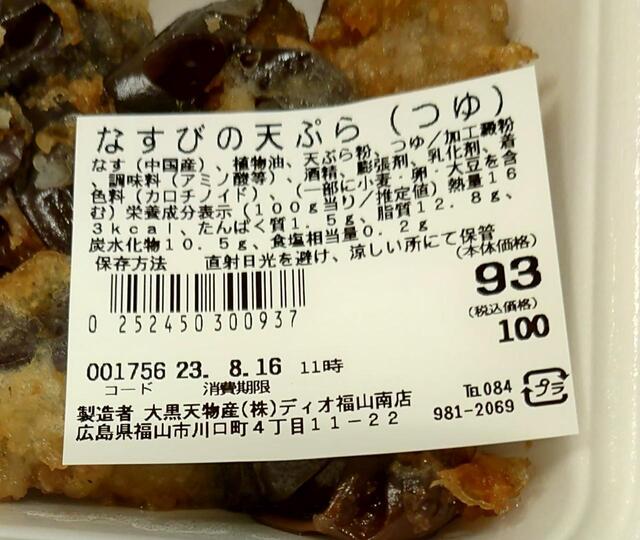 なすびの天ぷら（つゆ）
なす（中国産）、植物油、天ぷら粉、つゆ／加工澱粉
、調味料（アミノ酸等）、酒精、膨張剤、乳化剤、着
色料（カロチノイド）、（一部に小麦・卵・大豆を含
む）栄養成分表示（１００ｇ当り／推定値）熱量１６
３ｋｃａｌ、たんぱく質１．５ｇ、脂質１２．８ｇ、
炭水化物１０．５ｇ、食塩相当量０．２ｇ
保存方法　直射日光を避け、涼しい所にて保管
(本体価格)
93
(税込価格)
100
0 252450 300937
001756 23. 8.16 11時
コード 消費期限
製造者 大黒天物産(株)ディオ福山南店
広島県福山市川口町４丁目１１－２２
℡084
981-2069
プラ